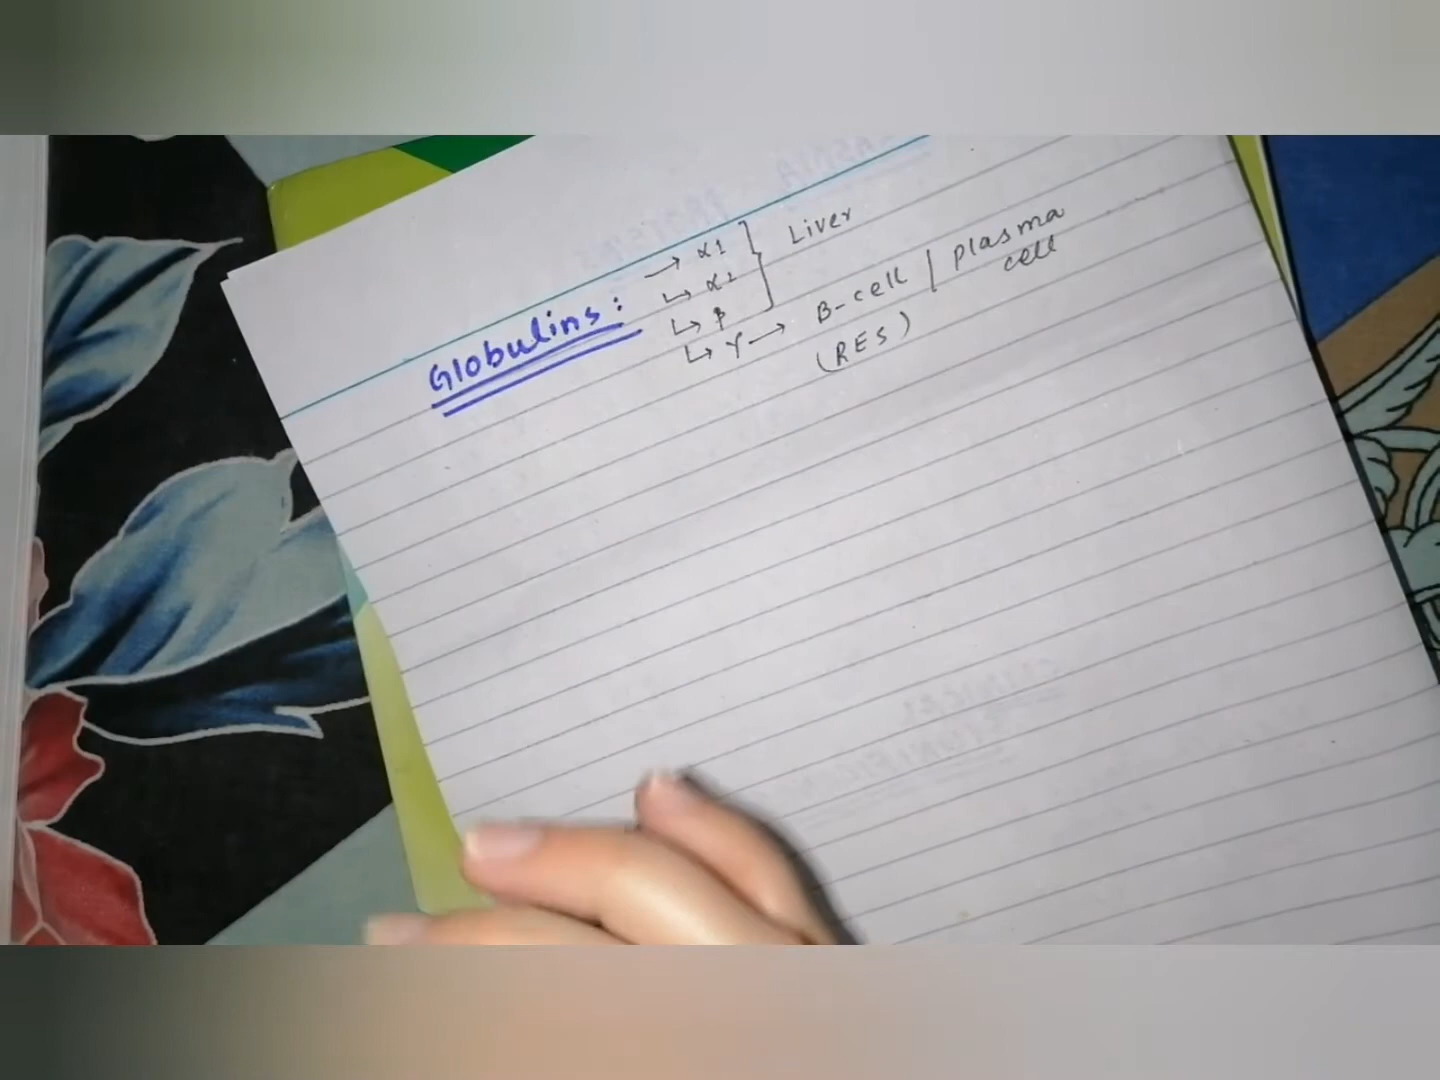 Globulins:
→ α1
↳ α2
↳ β
} Liver
↳ γ → B-cell / plasma cell
(RES)